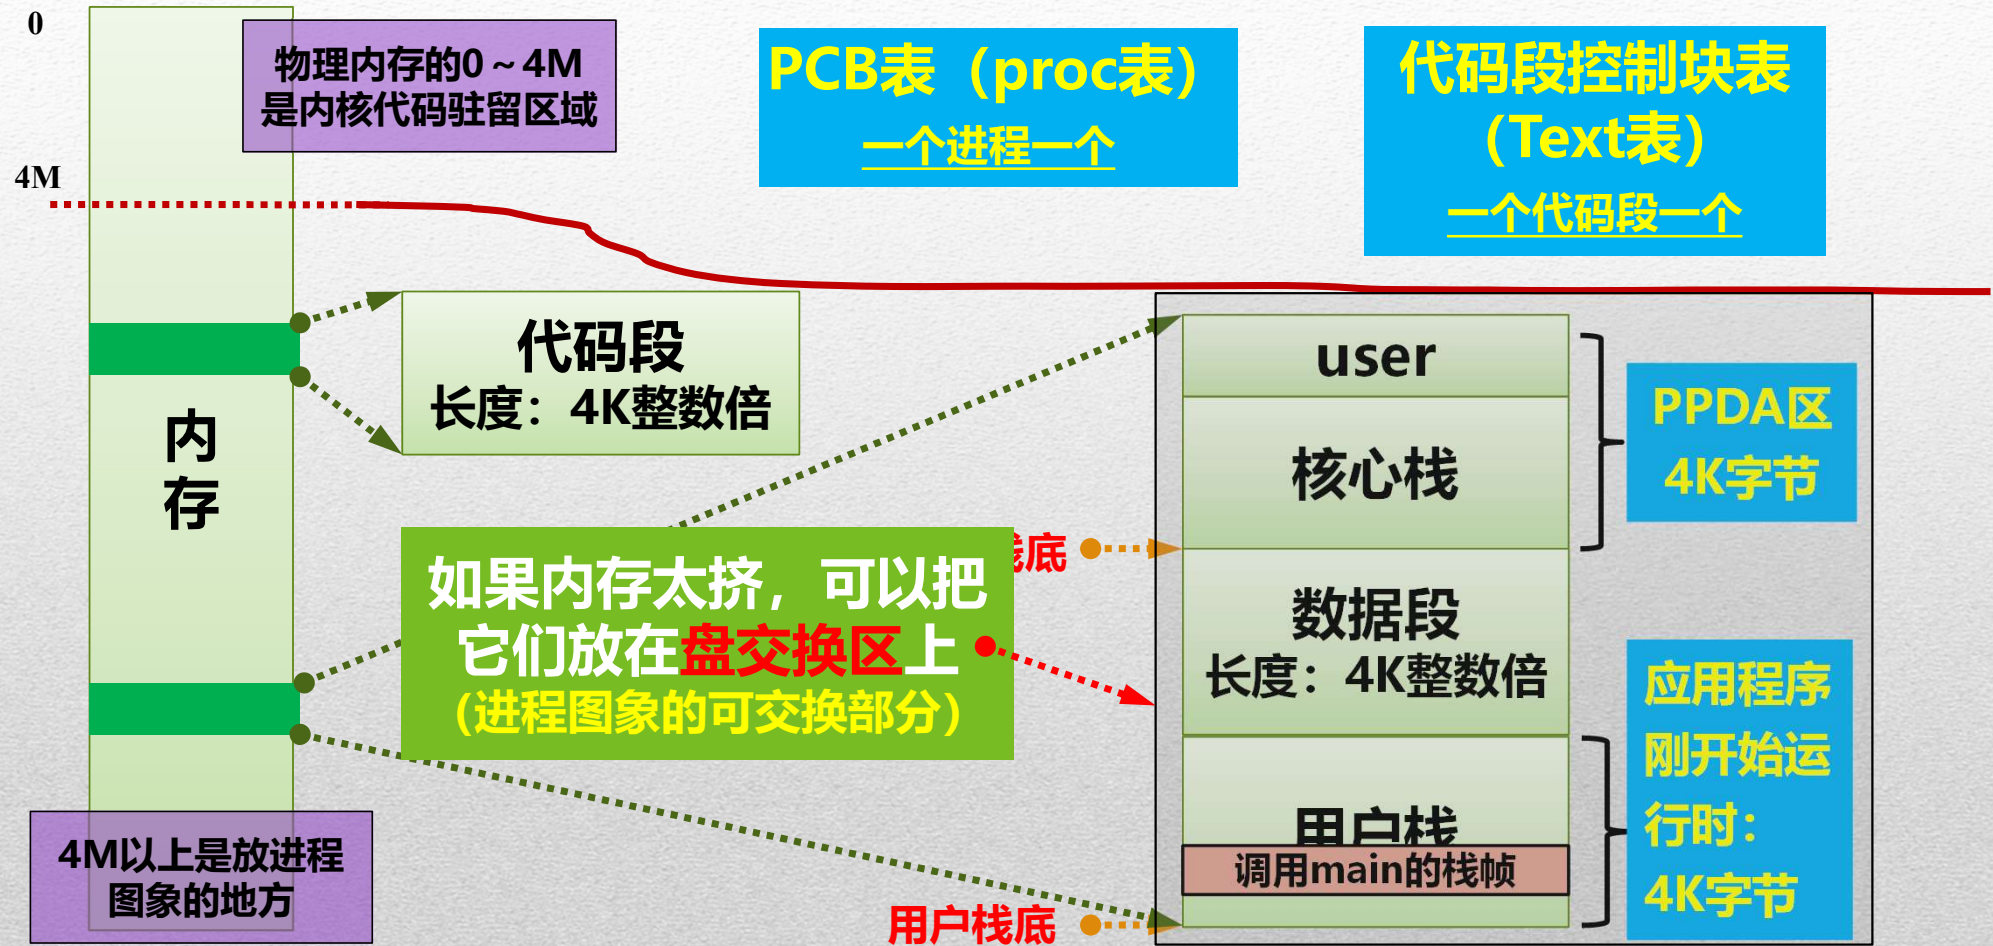 0
物理内存的0～4M
是内核代码驻留区域
PCB表（proc表）
一个进程一个
代码段控制块表
（Text表）
一个代码段一个
4M
代码段
长度：4K整数倍
内
存
user
核心栈
PPDA区
4K字节
栈底
如果内存太挤，可以把
它们放在盘交换区上
（进程图象的可交换部分）
数据段
长度：4K整数倍
用户栈
调用main的栈帧
应用程序
刚开始运
行时：
4K字节
4M以上是放进程
图象的地方
用户栈底